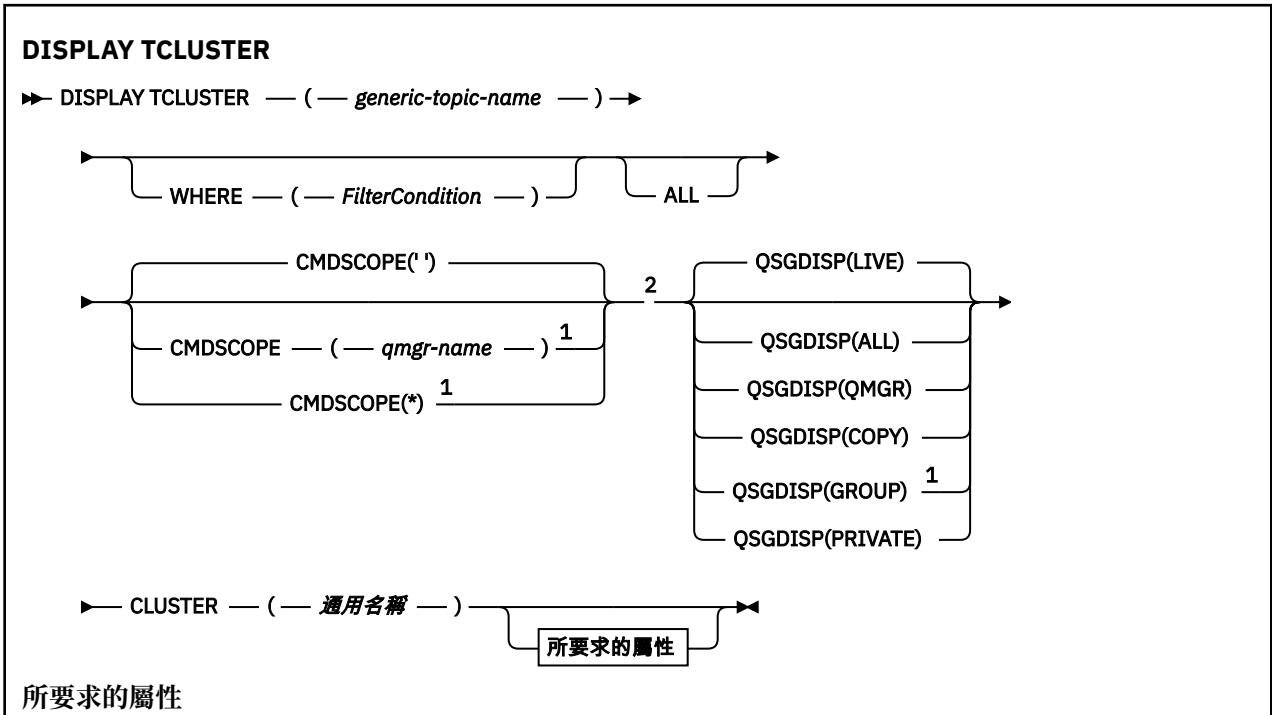 DISPLAY TCLUSTER
DISPLAY TCLUSTER ( generic-topic-name )
WHERE ( FilterCondition )
ALL
CMDSCOPE(' ')
CMDSCOPE ( qmgr-name ) 1
CMDSCOPE(*) 1
2
QSGDISP(LIVE)
QSGDISP(ALL)
QSGDISP(QMGR)
QSGDISP(COPY)
QSGDISP(GROUP) 1
QSGDISP(PRIVATE)
CLUSTER ( 通用名稱 )
所要求的屬性
所要求的屬性